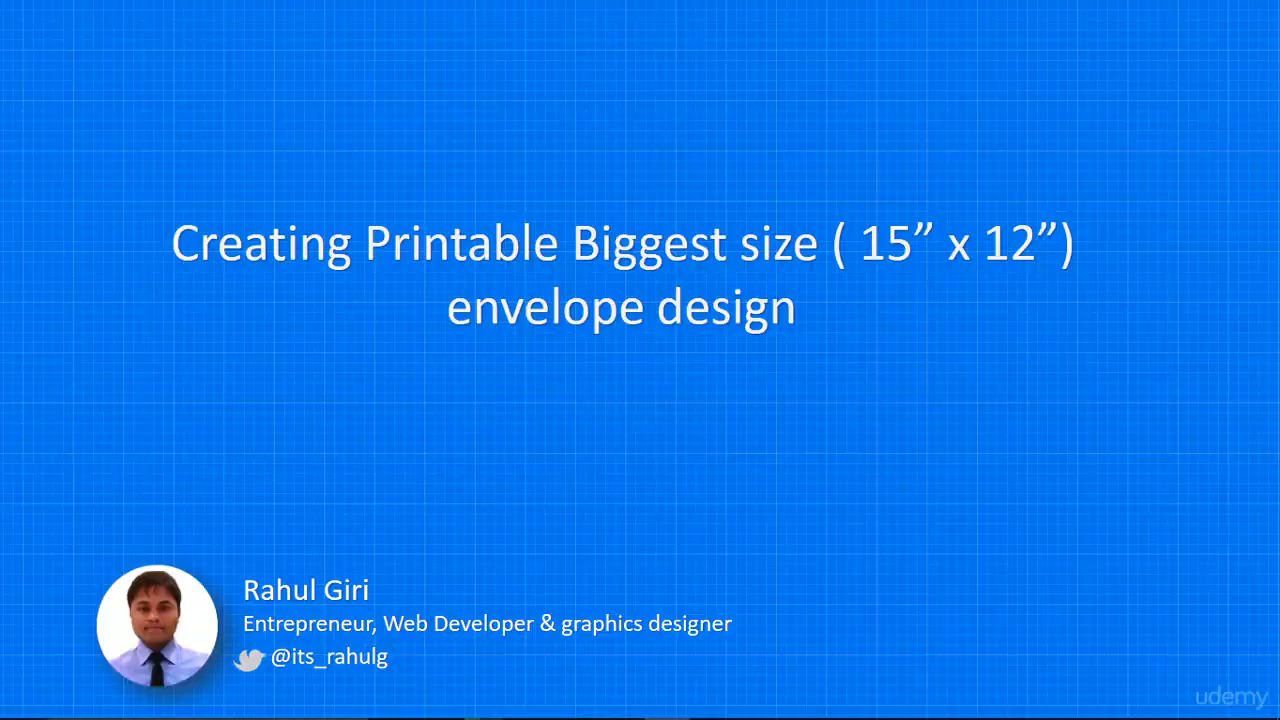 Creating Printable Biggest size ( 15” x 12”)
envelope design
Rahul Giri
Entrepreneur, Web Developer & graphics designer
@its_rahulg
udemy